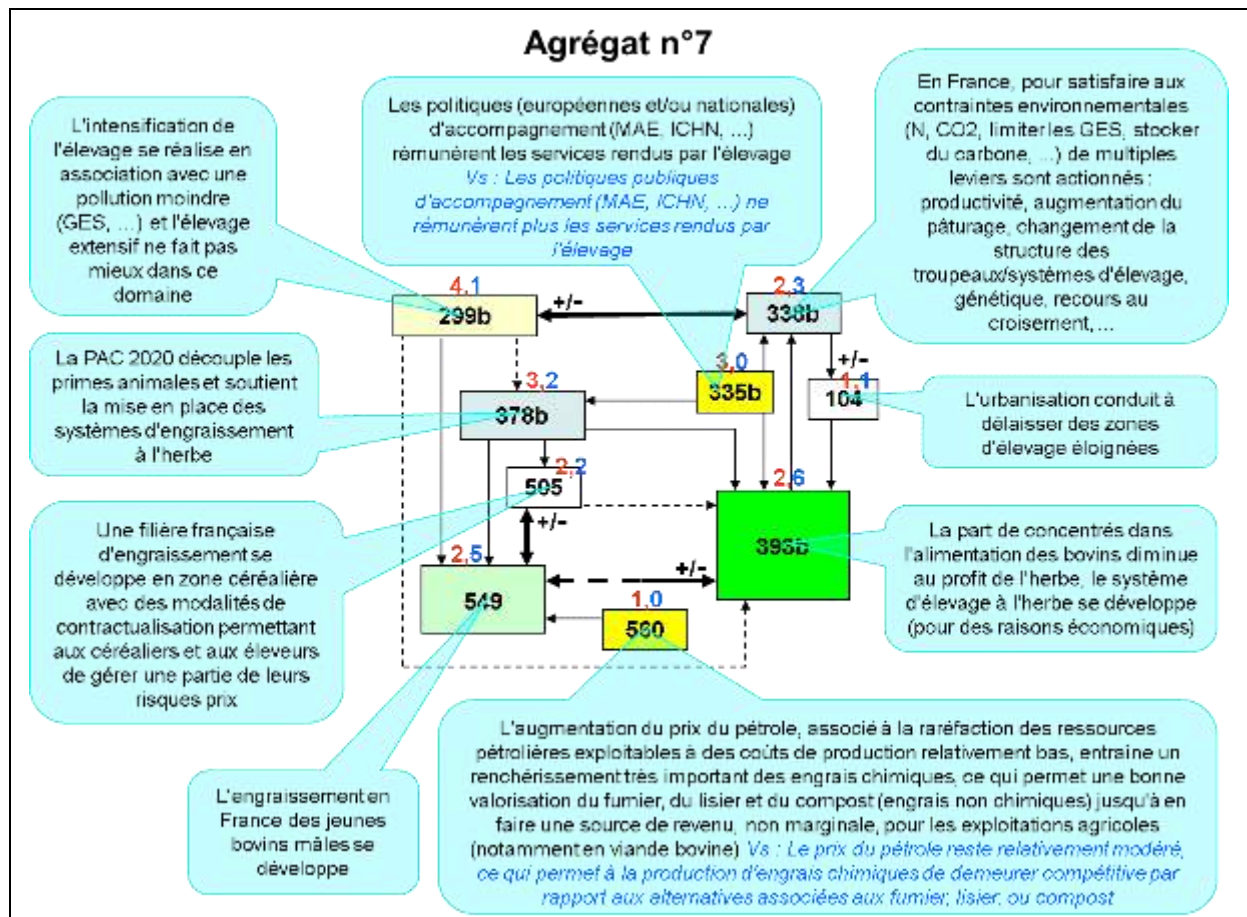 Agrégat n°7
L'intensification de
l'élevage se réalise en
association avec une
pollution moindre
(GES, ...) et l'élevage
extensif ne fait pas
mieux dans ce
domaine
Les politiques (européennes et/ou nationales)
d'accompagnement (MAE, ICHN, ...)
rémunèrent les services rendus par l'élevage
Vs : Les politiques publiques
d'accompagnement (MAE, ICHN, ...) ne
rémunèrent plus les services rendus par
l'élevage
En France, pour satisfaire aux
contraintes environnementales
(N, CO2, limiter les GES, stocker
du carbone, ...) de multiples
leviers sont actionnés :
productivité, augmentation du
pâturage, changement de la
structure des
troupeaux/systèmes d'élevage,
génétique, recours au
croisement, ...
4,1
299b
+/-
2,3
338b
La PAC 2020 découple les
primes animales et soutient
la mise en place des
systèmes d'engraissement
à l'herbe
3,2
378b
3,0
335b
+/-
1,1
104
L'urbanisation conduit à
délaisser des zones
d'élevage éloignées
2,2
505
+/-
2,6
396b
Une filière française
d'engraissement se
développe en zone céréalière
avec des modalités de
contractualisation permettant
aux céréaliers et aux éleveurs
de gérer une partie de leurs
risques prix
2,5
549
+/-
1,0
560
La part de concentrés dans
l'alimentation des bovins diminue
au profit de l'herbe, le système
d'élevage à l'herbe se développe
(pour des raisons économiques)
L'engraissement en
France des jeunes
bovins mâles se
développe
L'augmentation du prix du pétrole, associé à la raréfaction des ressources
pétrolières exploitables à des coûts de production relativement bas, entraine un
renchérissement très important des engrais chimiques, ce qui permet une bonne
valorisation du fumier, du lisier et du compost (engrais non chimiques) jusqu'à en
faire une source de revenu, non marginale, pour les exploitations agricoles
(notamment en viande bovine) Vs : Le prix du pétrole reste relativement modéré,
ce qui permet à la production d'engrais chimiques de demeurer compétitive par
rapport aux alternatives associées aux fumier, lisier, ou compost